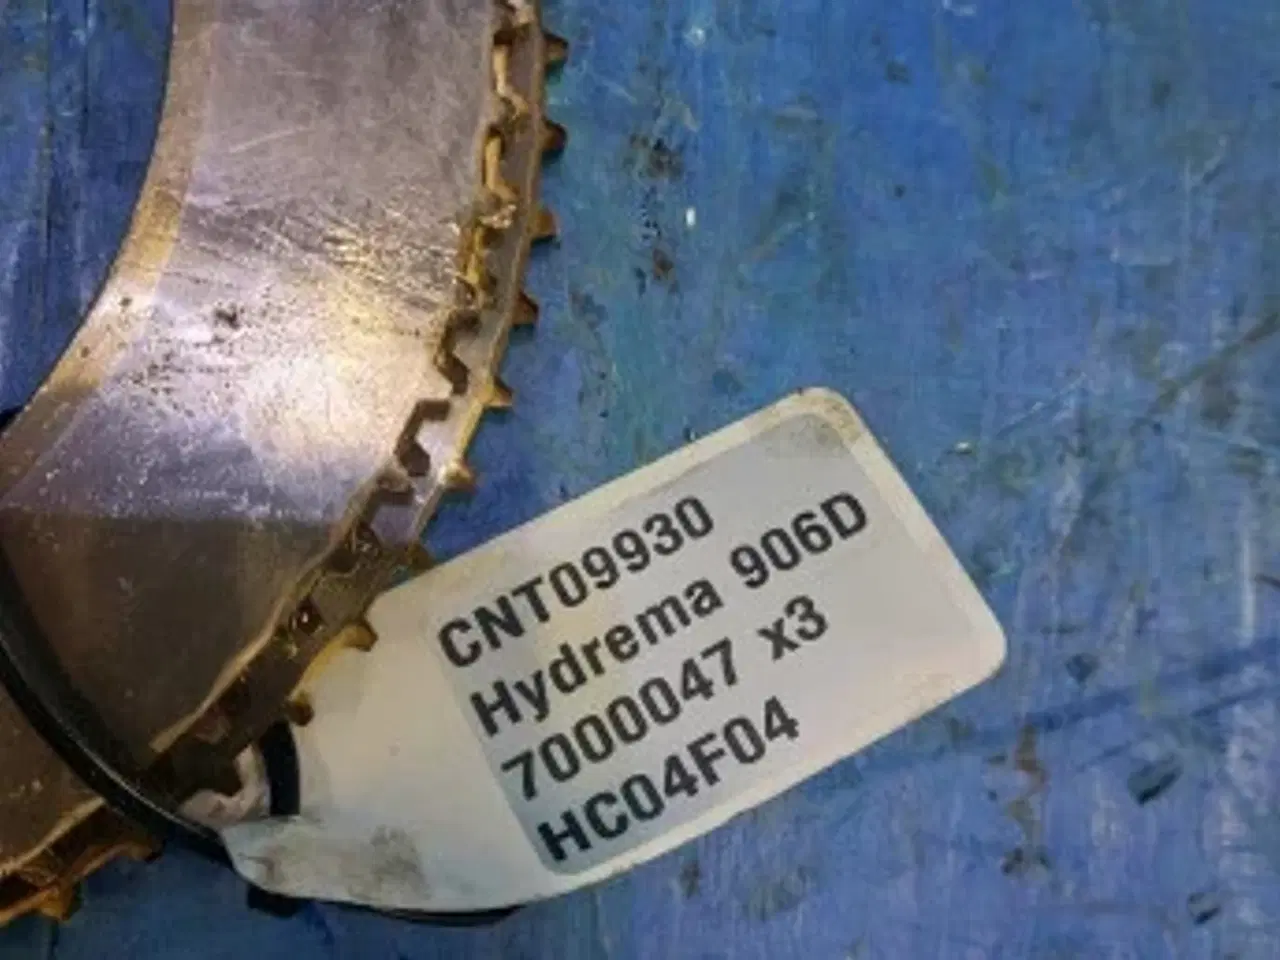 CNT09930
Hydrema 906D
7000047 x3
HC04F04